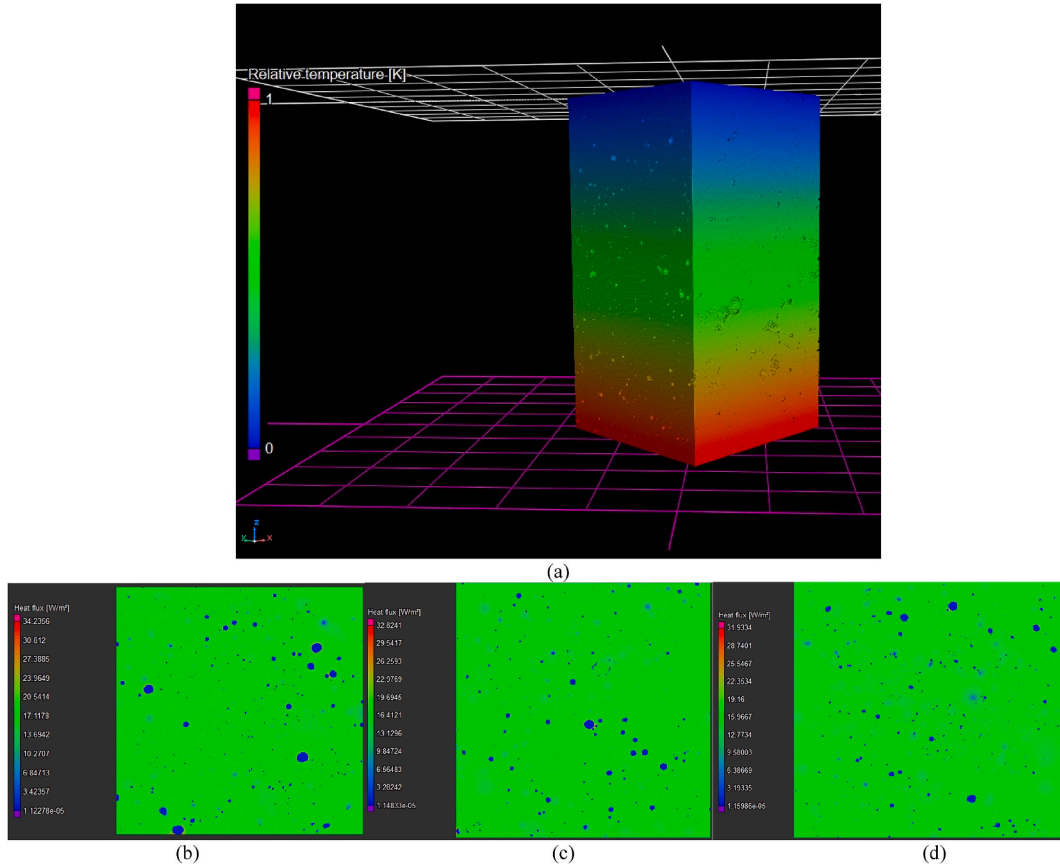 Relative temperature [K]
1
0
z
y
x
(a)
Heat flux [W/m²]
34.2356
30.812
27.3885
23.9649
20.5414
17.1178
13.6942
10.2707
6.84713
3.42357
1.12278e-05
(b)
Heat flux [W/m²]
32.8241
29.5417
26.2593
22.9769
19.6945
16.4121
13.1296
9.84724
6.56483
3.28242
1.14833e-05
(c)
Heat flux [W/m²]
31.9334
28.7401
25.5467
22.3534
19.16
15.9667
12.7734
9.58003
6.38669
3.19335
1.15986e-05
(d)